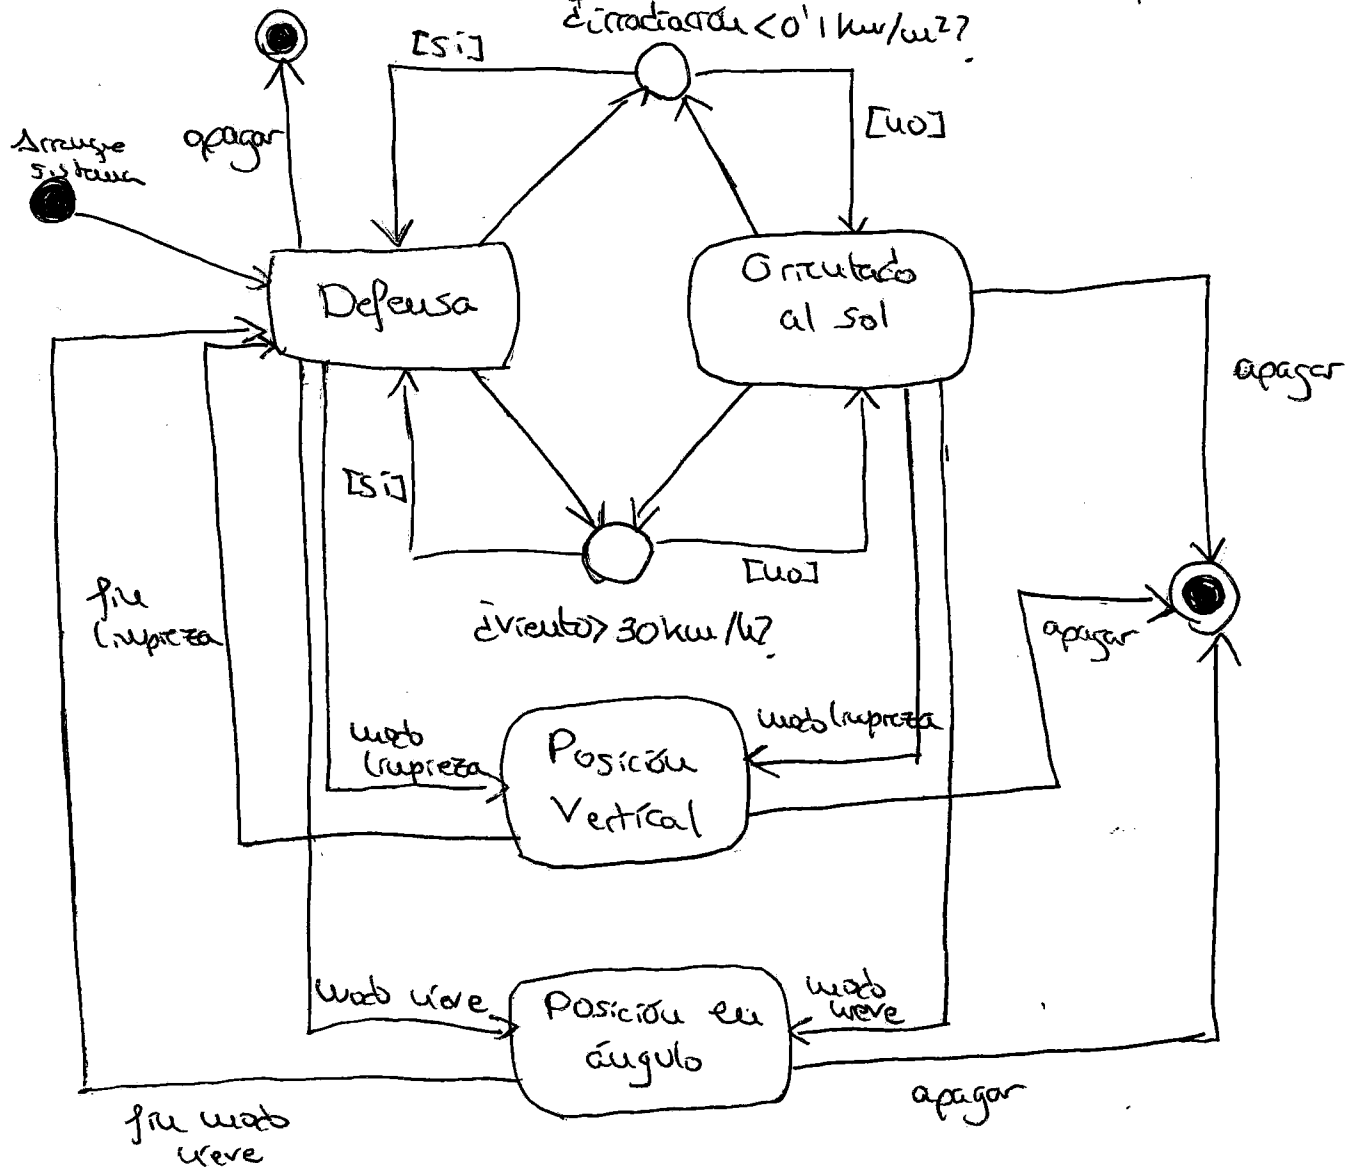 ¿irradiación < 0'1 kw/m²?
[sí]
[no]
apagar
Arranque
sistema
Defensa
Orientado
al sol
apagar
[sí]
[no]
¿viento > 30 km/h?
fin
limpieza
apagar
modo
limpieza
modo limpieza
Posición
Vertical
modo nieve
modo
nieve
Posición en
ángulo
apagar
fin modo
nieve